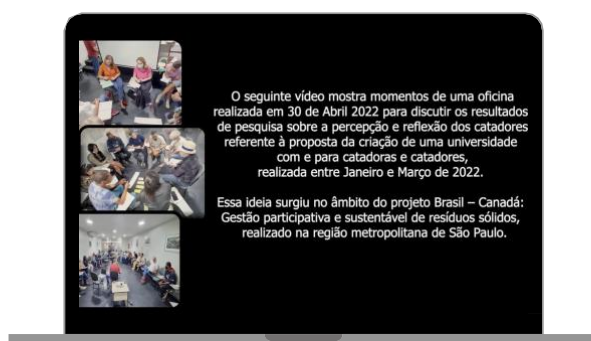 O seguinte vídeo mostra momentos de uma oficina
realizada em 30 de Abril 2022 para discutir os resultados
de pesquisa sobre a percepção e reflexão dos catadores
referente à proposta da criação de uma universidade
com e para catadoras e catadores,
realizada entre Janeiro e Março de 2022.
Essa ideia surgiu no âmbito do projeto Brasil – Canadá:
Gestão participativa e sustentável de resíduos sólidos,
realizado na região metropolitana de São Paulo.